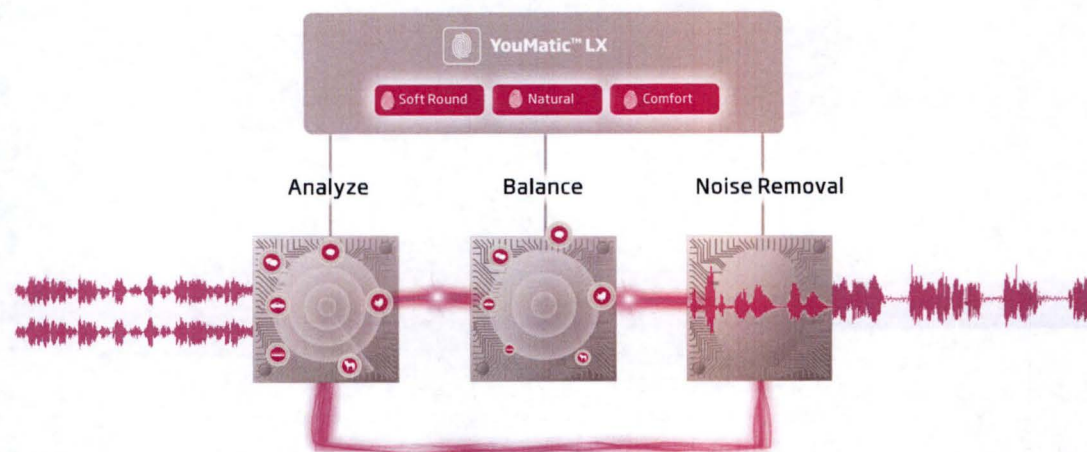 YouMatic™ LX
Soft Round Natural Comfort
Analyze Balance Noise Removal